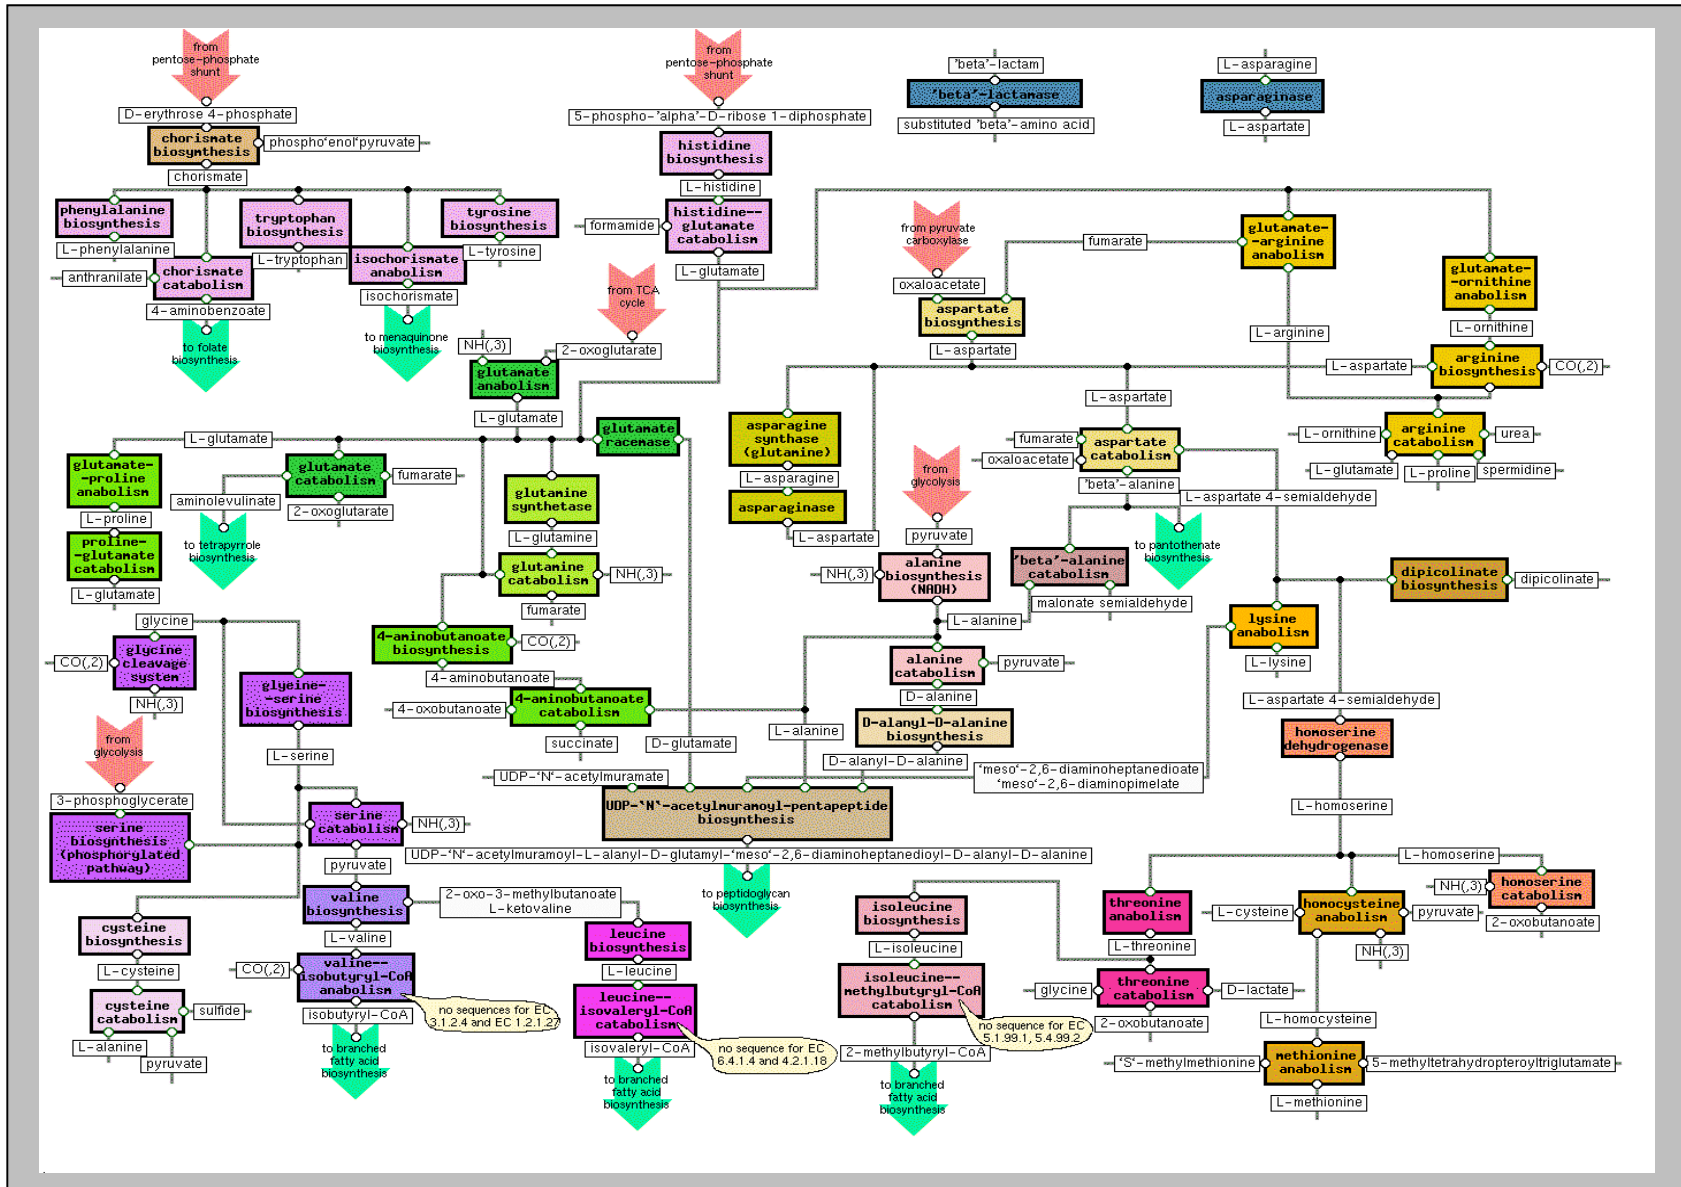 from
pentose-phosphate
shunt
D-erythrose 4-phosphate
chorismate
biosynthesis
phospho'enol'pyruvate
chorismate
phenylalanine
biosynthesis
L-phenylalanine
tryptophan
biosynthesis
L-tryptophan
tyrosine
biosynthesis
L-tyrosine
anthranilate
chorismate
catabolism
4-aminobenzoate
to folate
biosynthesis
isochorismate
anabolism
isochorismate
to menaquinone
biosynthesis
from
pentose-phosphate
shunt
5-phospho-'alpha'-D-ribose 1-diphosphate
histidine
biosynthesis
L-histidine
formamide
histidine--
glutamate
catabolism
L-glutamate
'beta'-lactam
'beta'-lactamase
substituted 'beta'-amino acid
L-asparagine
asparaginase
L-aspartate
from TCA
cycle
NH(,3)
2-oxoglutarate
glutamate
anabolism
L-glutamate
from pyruvate
carboxylase
oxaloacetate
fumarate
aspartate
biosynthesis
L-aspartate
glutamate-
-arginine
anabolism
L-arginine
glutamate-
-ornithine
anabolism
L-ornithine
L-aspartate
arginine
biosynthesis
CO(,2)
L-ornithine
arginine
catabolism
urea
L-glutamate
L-proline
spermidine
L-glutamate
glutamate-
-proline
anabolism
L-proline
proline-
-glutamate
catabolism
L-glutamate
glutamate
catabolism
fumarate
aminolevulinate
2-oxoglutarate
to tetrapyrrole
biosynthesis
glutamate
racemase
glutamine
synthetase
L-glutamine
glutamine
catabolism
NH(,3)
fumarate
4-aminobutanoate
biosynthesis
CO(,2)
4-aminobutanoate
4-oxobutanoate
4-aminobutanoate
catabolism
succinate
D-glutamate
asparagine
synthase
(glutamine)
L-asparagine
asparaginase
L-aspartate
L-aspartate
fumarate
oxaloacetate
aspartate
catabolism
'beta'-alanine
L-aspartate 4-semialdehyde
to pantothenate
biosynthesis
'beta'-alanine
catabolism
malonate semialdehyde
from
glycolysis
pyruvate
NH(,3)
alanine
biosynthesis
(NADH)
L-alanine
alanine
catabolism
pyruvate
D-alanine
D-alanyl-D-alanine
biosynthesis
D-alanyl-D-alanine
L-alanine
dipicolinate
biosynthesis
dipicolinate
lysine
anabolism
L-lysine
L-aspartate 4-semialdehyde
homoserine
dehydrogenase
L-homoserine
'meso'-2,6-diaminoheptanedioate
'meso'-2,6-diaminopimelate
UDP-'N'-acetylmuramate
UDP-'N'-acetylmuramoyl-pentapeptide
biosynthesis
UDP-'N'-acetylmuramoyl-L-alanyl-D-glutamyl-'meso'-2,6-diaminoheptanedioyl-D-alanyl-D-alanine
to peptidoglycan
biosynthesis
glycine
CO(,2)
glycine
cleavage
system
NH(,3)
glyeine-
-serine
biosynthesis
L-serine
from
glycolysis
3-phosphoglycerate
serine
biosynthesis
(phosphorylated
pathway)
serine
catabolism
NH(,3)
pyruvate
valine
biosynthesis
2-oxo-3-methylbutanoate
L-ketovaline
L-valine
CO(,2)
valine--
isobutyryl-CoA
anabolism
no sequences for EC
3.1.2.4 and EC 1.2.1.27
isobutyryl-CoA
to branched
fatty acid
biosynthesis
cysteine
biosynthesis
L-cysteine
cysteine
catabolism
sulfide
L-alanine
pyruvate
leucine
biosynthesis
L-leucine
leucine--
isovaleryl-CoA
catabolism
no sequence for EC
6.4.1.4 and 4.2.1.18
isovaleryl-CoA
to branched
fatty acid
biosynthesis
isoleucine
biosynthesis
L-isoleucine
isoleucine--
methylbutyryl-CoA
catabolism
no sequence for EC
5.1.99.1, 5.4.99.2
2-methylbutyryl-CoA
to branched
fatty acid
biosynthesis
threonine
anabolism
L-threonine
glycine
threonine
catabolism
D-lactate
2-oxobutanoate
L-cysteine
homocysteine
anabolism
pyruvate
NH(,3)
L-homoserine
NH(,3)
homoserine
catabolism
2-oxobutanoate
L-homocysteine
'S'-methylmethionine
methionine
anabolism
5-methyltetrahydropteroyltriglutamate
L-methionine